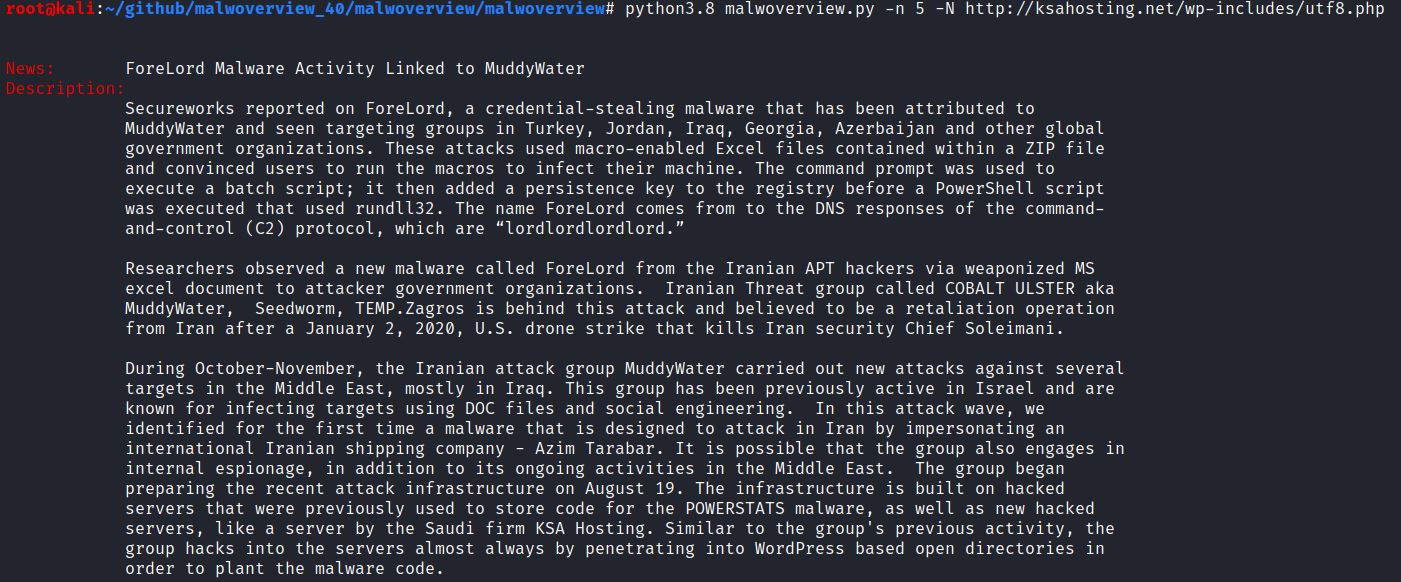 root@kali:~/github/malwoverview_40/malwoverview/malwoverview# python3.8 malwoverview.py -n 5 -N http://ksahosting.net/wp-includes/utf8.php
News: ForeLord Malware Activity Linked to MuddyWater
Description:
Secureworks reported on ForeLord, a credential-stealing malware that has been attributed to
MuddyWater and seen targeting groups in Turkey, Jordan, Iraq, Georgia, Azerbaijan and other global
government organizations. These attacks used macro-enabled Excel files contained within a ZIP file
and convinced users to run the macros to infect their machine. The command prompt was used to
execute a batch script; it then added a persistence key to the registry before a PowerShell script
was executed that used rundll32. The name ForeLord comes from to the DNS responses of the command-
and-control (C2) protocol, which are “lordlordlordlord.”
Researchers observed a new malware called ForeLord from the Iranian APT hackers via weaponized MS
excel document to attacker government organizations.  Iranian Threat group called COBALT ULSTER aka
MuddyWater,  Seedworm, TEMP.Zagros is behind this attack and believed to be a retaliation operation
from Iran after a January 2, 2020, U.S. drone strike that kills Iran security Chief Soleimani.
During October-November, the Iranian attack group MuddyWater carried out new attacks against several
targets in the Middle East, mostly in Iraq. This group has been previously active in Israel and are
known for infecting targets using DOC files and social engineering.  In this attack wave, we
identified for the first time a malware that is designed to attack in Iran by impersonating an
international Iranian shipping company - Azim Tarabar. It is possible that the group also engages in
internal espionage, in addition to its ongoing activities in the Middle East.  The group began
preparing the recent attack infrastructure on August 19. The infrastructure is built on hacked
servers that were previously used to store code for the POWERSTATS malware, as well as new hacked
servers, like a server by the Saudi firm KSA Hosting. Similar to the group's previous activity, the
group hacks into the servers almost always by penetrating into WordPress based open directories in
order to plant the malware code.